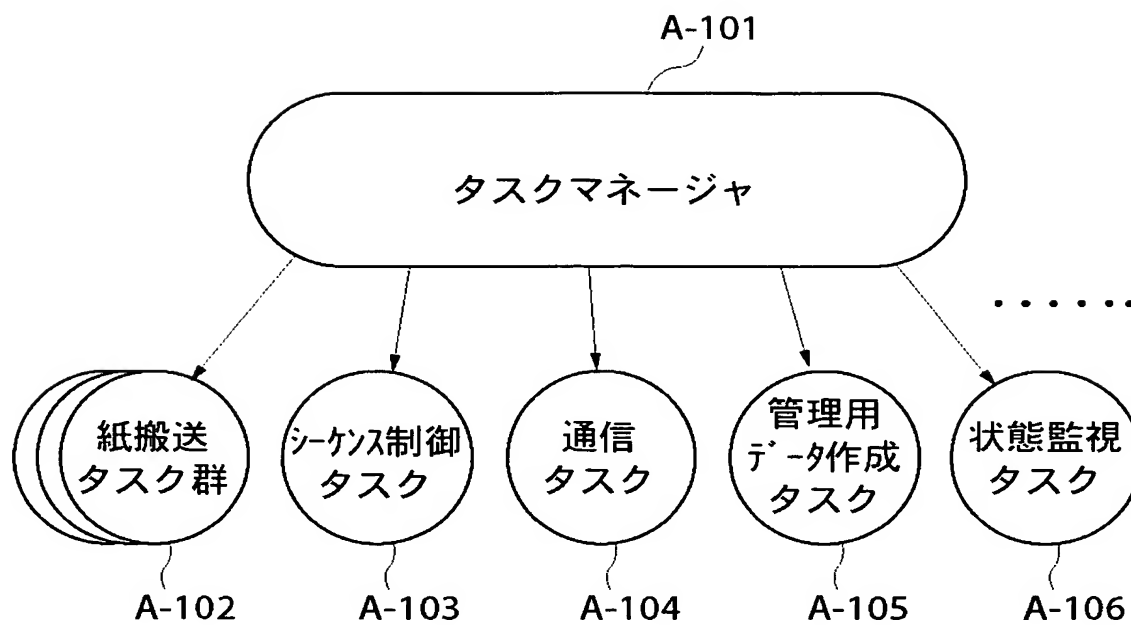 A-101
タスクマネージャ
・・・・・・
紙搬送
タスク群
シーケンス制御
タスク
通信
タスク
管理用
データ作成
タスク
状態監視
タスク
A-102
A-103
A-104
A-105
A-106